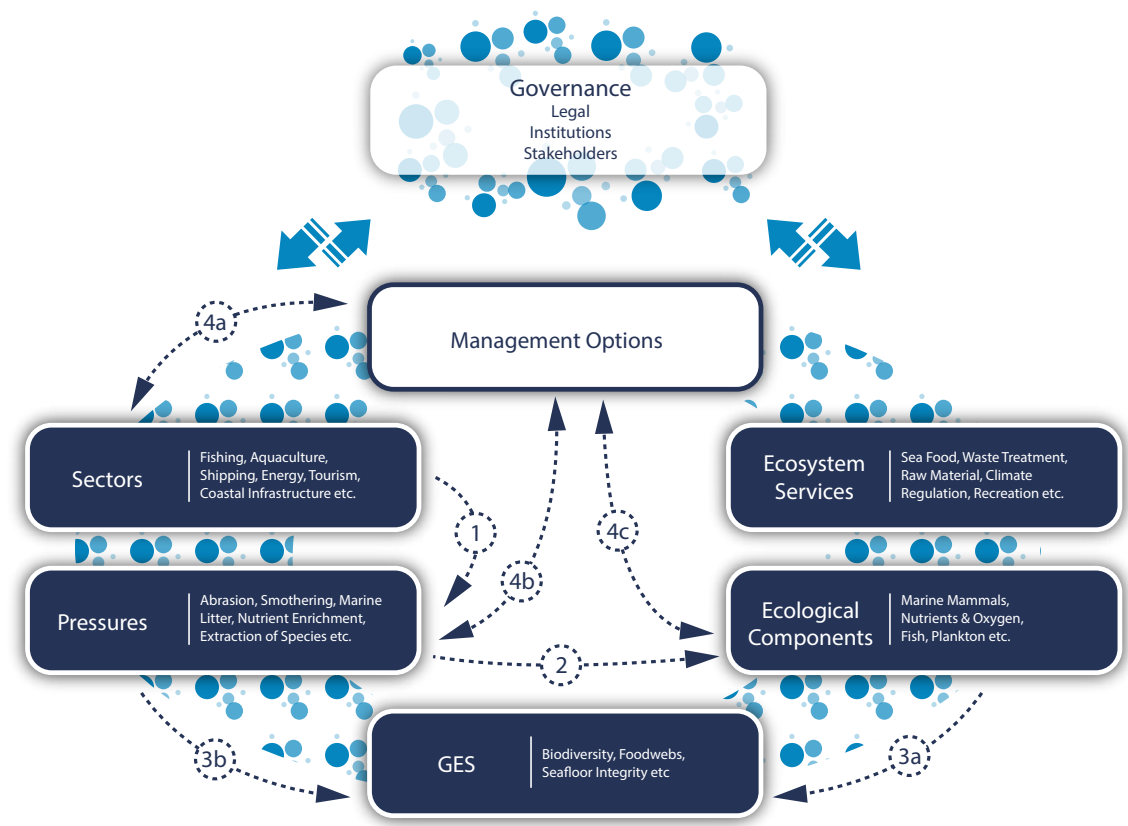 Governance
Legal
Institutions
Stakeholders
4a
Management Options
Sectors
Fishing, Aquaculture,
Shipping, Energy, Tourism,
Coastal Infrastructure etc.
Ecosystem
Services
Sea Food, Waste Treatment,
Raw Material, Climate
Regulation, Recreation etc.
1
4c
4b
Pressures
Abrasion, Smothering, Marine
Litter, Nutrient Enrichment,
Extraction of Species etc.
Ecological
Components
Marine Mammals,
Nutrients & Oxygen,
Fish, Plankton etc.
2
3b
GES
Biodiversity, Foodwebs,
Seafloor Integrity etc
3a